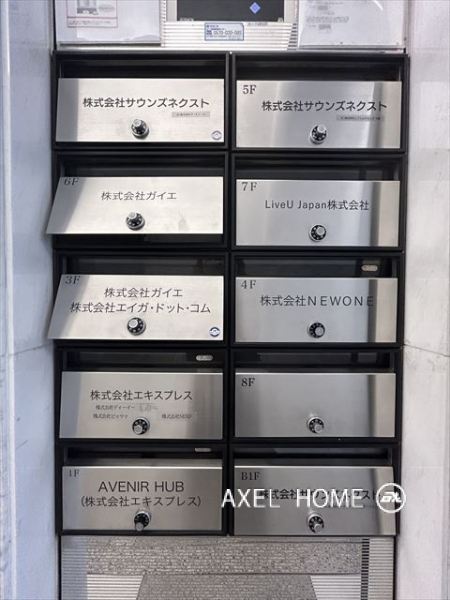 株式会社サウンズネクスト
5F
株式会社サウンズネクスト
6F
株式会社ガイエ
7F
LiveU Japan株式会社
3F
株式会社ガイエ
株式会社エイガ・ドット・コム
4F
株式会社NEWONE
株式会社エキスプレス
8F
1F
AVENIR HUB
(株式会社エキスプレス)
B1F
AXEL HOME